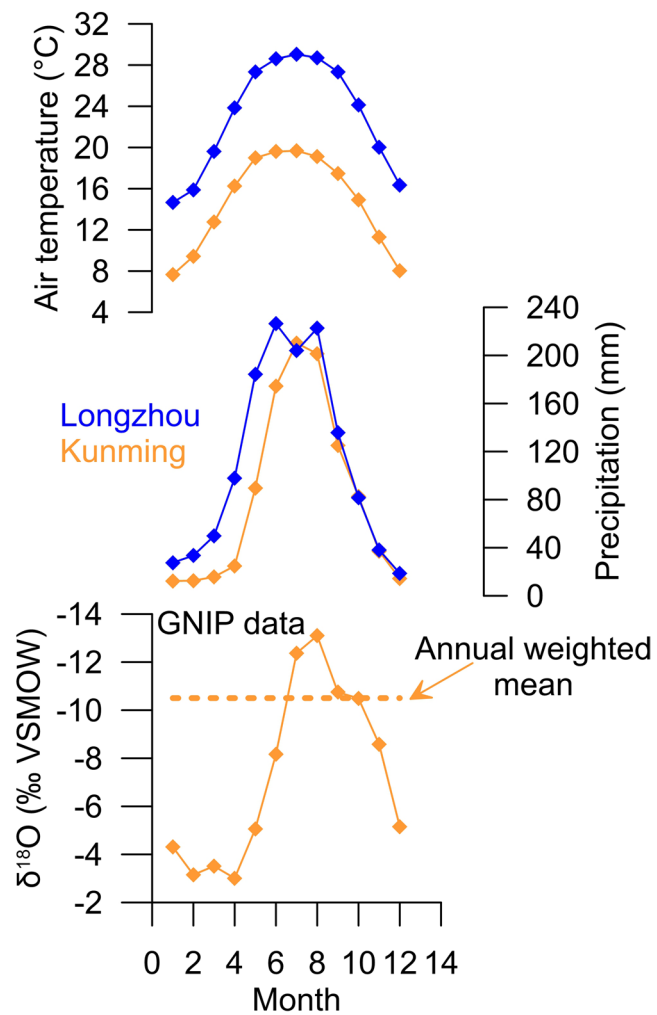 Air temperature (°C)
32
28
24
20
16
12
8
4
Longzhou
Kunming
240
200
160
120
80
40
0
Precipitation (mm)
δ¹⁸O (‰ VSMOW)
-14
-12
-10
-8
-6
-4
-2
GNIP data
Annual weighted
mean
0 2 4 6 8 10 12 14
Month